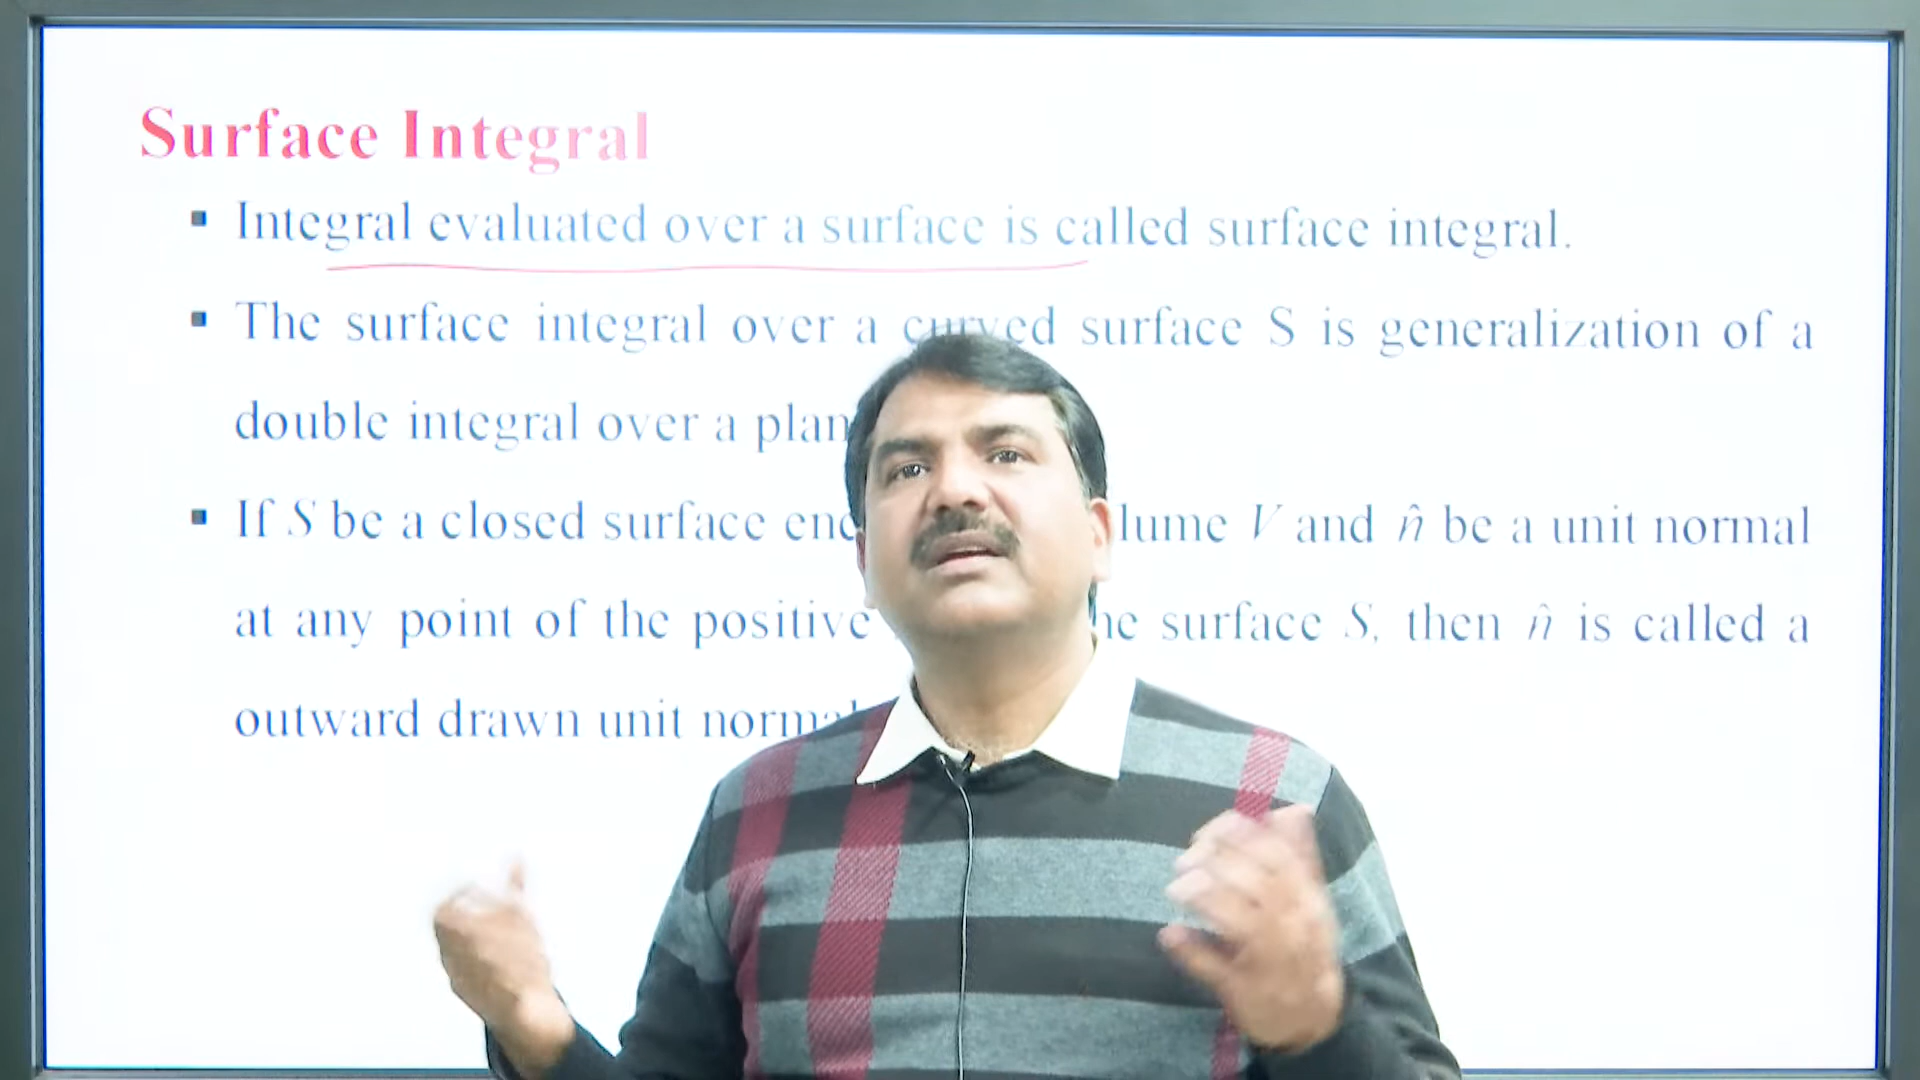 Surface Integral
▪ Integral evaluated over a surface is called surface integral.
▪ The surface integral over a curved surface S is generalization of a
double integral over a plan
▪ If S be a closed surface enc lume V and n̂ be a unit normal
at any point of the positive he surface S, then n̂ is called a
outward drawn unit normal